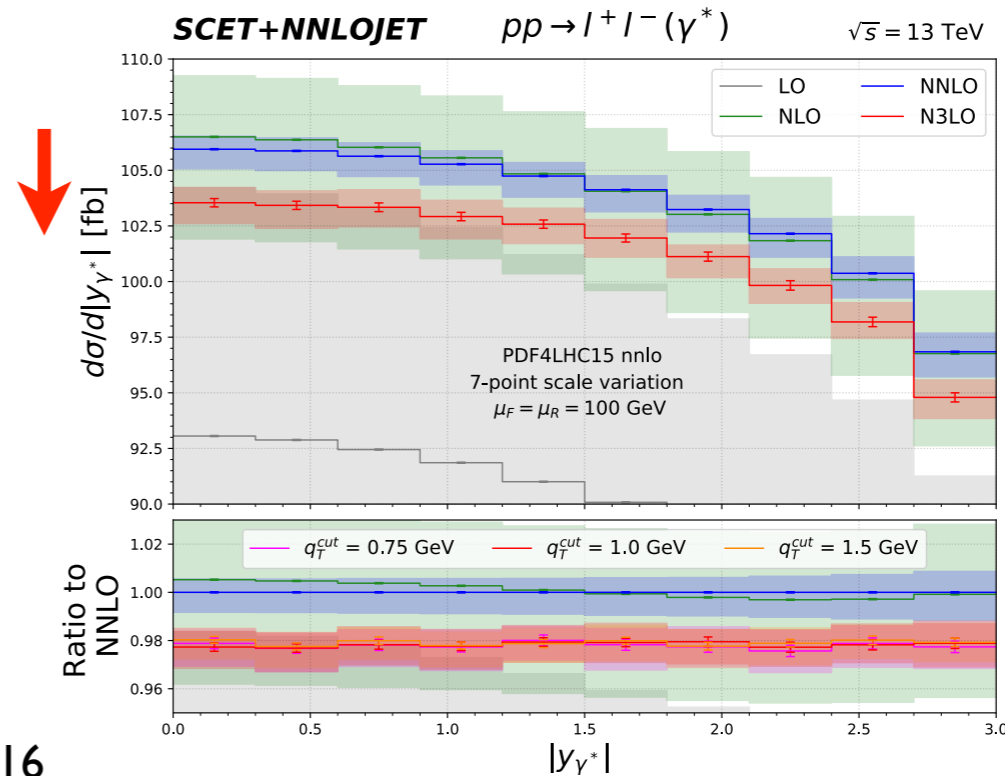 SCET+NNLOJET pp → l⁺l⁻(γ*) √s = 13 TeV
110.0
107.5
105.0
102.5
100.0
97.5
95.0
92.5
90.0
dσ/d|y_γ*| [fb]
LO NNLO
NLO N3LO
PDF4LHC15 nnlo
7-point scale variation
μ_F = μ_R = 100 GeV
1.02
1.00
0.98
0.96
Ratio to
NNLO
q_T^cut = 0.75 GeV q_T^cut = 1.0 GeV q_T^cut = 1.5 GeV
0.0 0.5 1.0 1.5 2.0 2.5 3.0
|y_γ*|
16